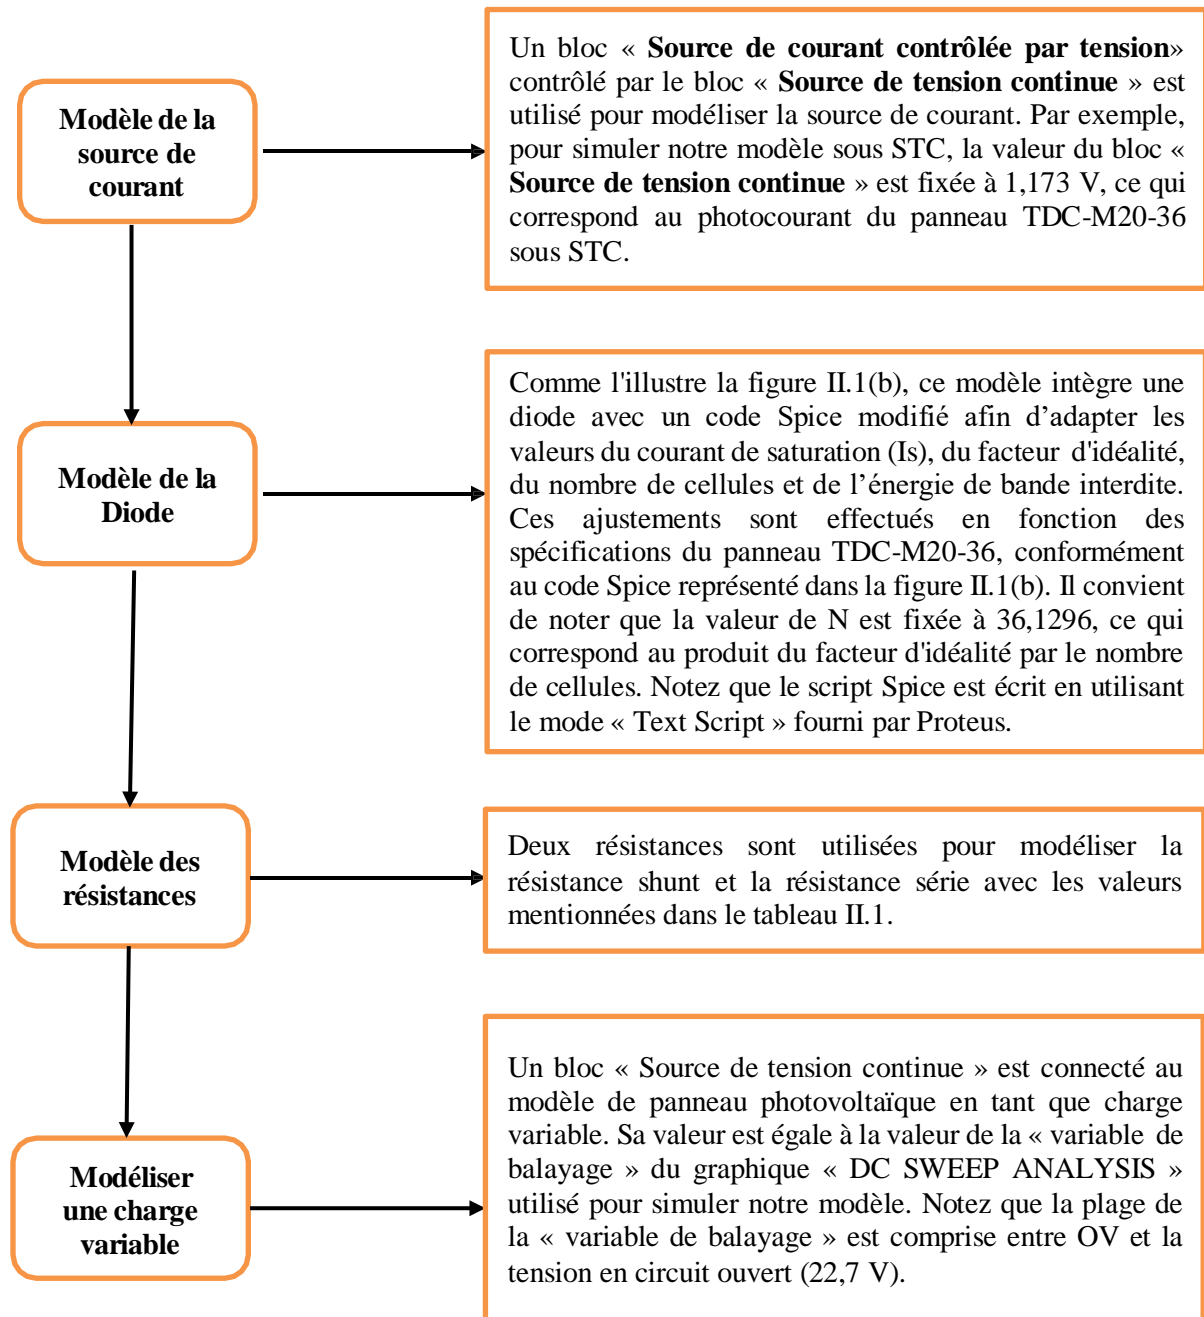 Modèle de la
source de
courant
Un bloc « Source de courant contrôlée par tension»
contrôlé par le bloc « Source de tension continue » est
utilisé pour modéliser la source de courant. Par exemple,
pour simuler notre modèle sous STC, la valeur du bloc «
Source de tension continue » est fixée à 1,173 V, ce qui
correspond au photocourant du panneau TDC-M20-36
sous STC.
Modèle de la
Diode
Comme l'illustre la figure II.1(b), ce modèle intègre une
diode avec un code Spice modifié afin d’adapter les
valeurs du courant de saturation (Is), du facteur d'idéalité,
du nombre de cellules et de l’énergie de bande interdite.
Ces ajustements sont effectués en fonction des
spécifications du panneau TDC-M20-36, conformément
au code Spice représenté dans la figure II.1(b). Il convient
de noter que la valeur de N est fixée à 36,1296, ce qui
correspond au produit du facteur d'idéalité par le nombre
de cellules. Notez que le script Spice est écrit en utilisant
le mode « Text Script » fourni par Proteus.
Modèle des
résistances
Deux résistances sont utilisées pour modéliser la
résistance shunt et la résistance série avec les valeurs
mentionnées dans le tableau II.1.
Modéliser
une charge
variable
Un bloc « Source de tension continue » est connecté au
modèle de panneau photovoltaïque en tant que charge
variable. Sa valeur est égale à la valeur de la « variable de
balayage » du graphique « DC SWEEP ANALYSIS »
utilisé pour simuler notre modèle. Notez que la plage de
la « variable de balayage » est comprise entre OV et la
tension en circuit ouvert (22,7 V).